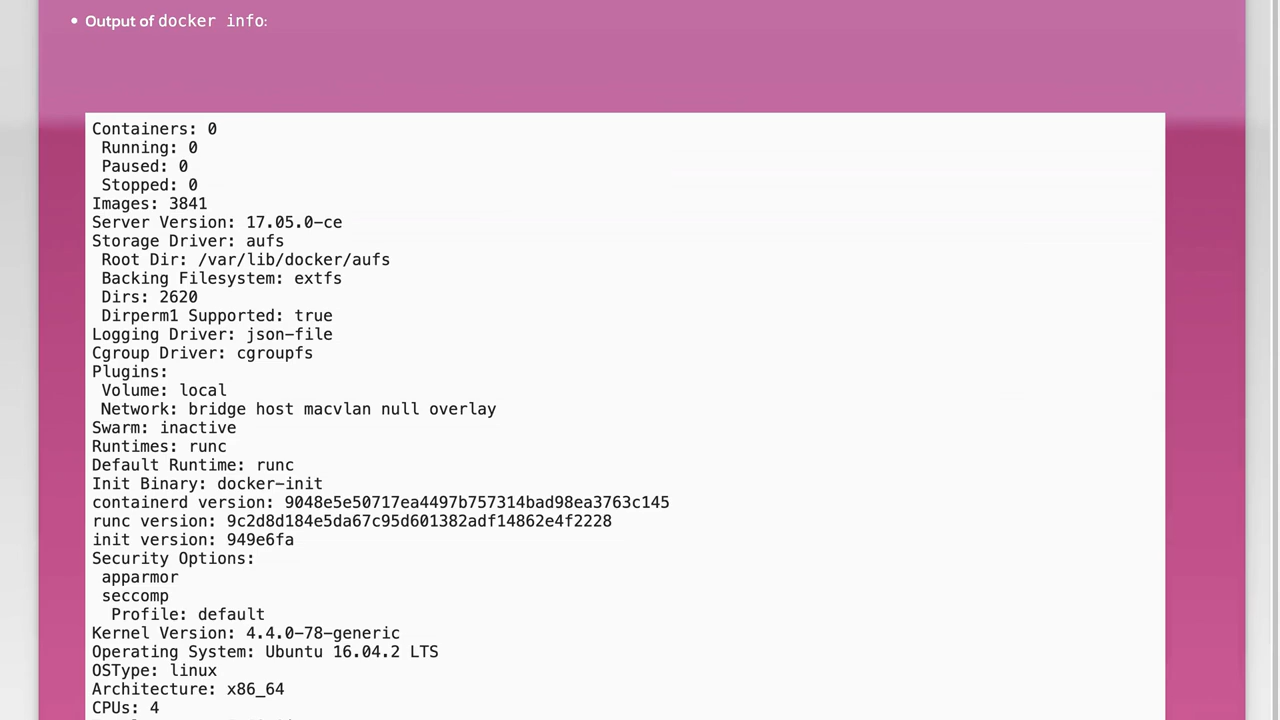 • Output of docker info:
Containers: 0
Running: 0
Paused: 0
Stopped: 0
Images: 3841
Server Version: 17.05.0-ce
Storage Driver: aufs
Root Dir: /var/lib/docker/aufs
Backing Filesystem: extfs
Dirs: 2620
Dirperm1 Supported: true
Logging Driver: json-file
Cgroup Driver: cgroupfs
Plugins:
Volume: local
Network: bridge host macvlan null overlay
Swarm: inactive
Runtimes: runc
Default Runtime: runc
Init Binary: docker-init
containerd version: 9048e5e50717ea4497b757314bad98ea3763c145
runc version: 9c2d8d184e5da67c95d601382adf14862e4f2228
init version: 949e6fa
Security Options:
apparmor
seccomp
Profile: default
Kernel Version: 4.4.0-78-generic
Operating System: Ubuntu 16.04.2 LTS
OSType: linux
Architecture: x86_64
CPUs: 4